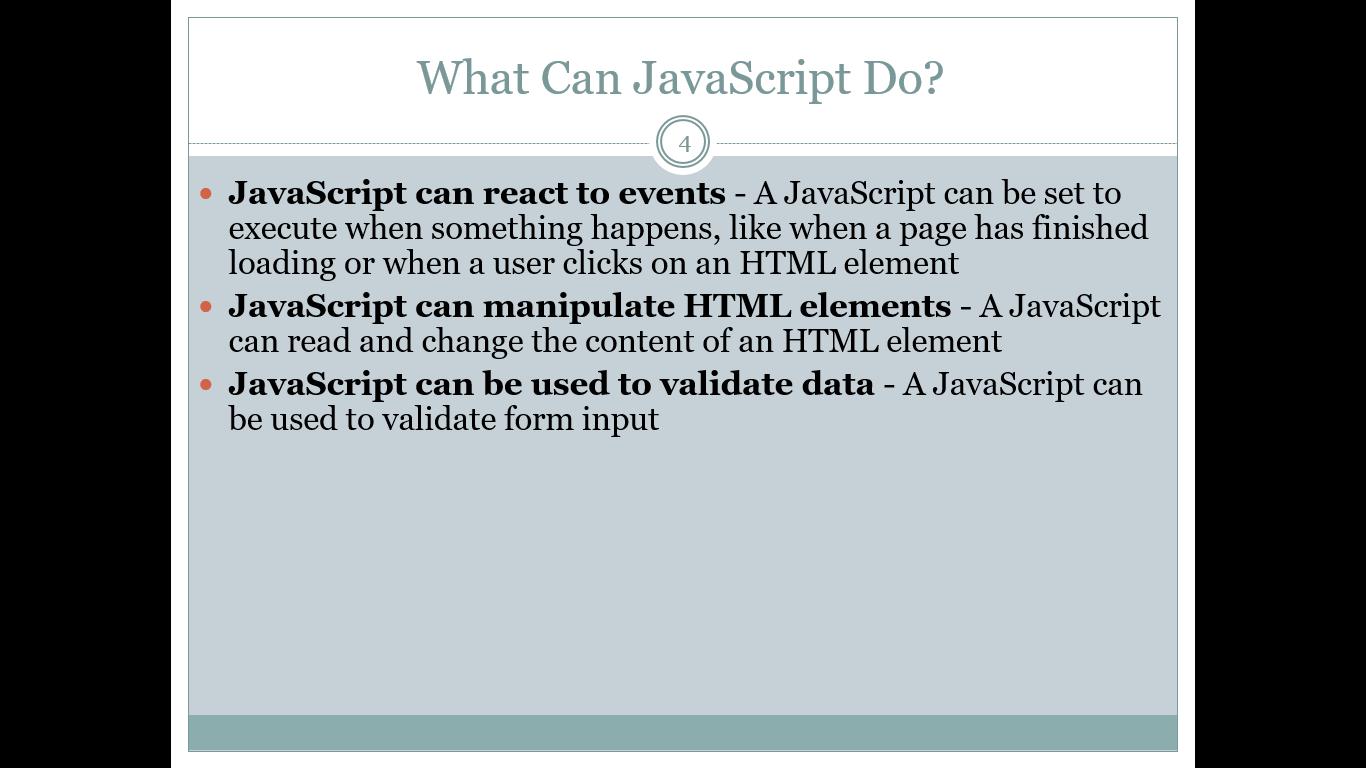 What Can JavaScript Do?
4
• JavaScript can react to events - A JavaScript can be set to
execute when something happens, like when a page has finished
loading or when a user clicks on an HTML element
• JavaScript can manipulate HTML elements - A JavaScript
can read and change the content of an HTML element
• JavaScript can be used to validate data - A JavaScript can
be used to validate form input